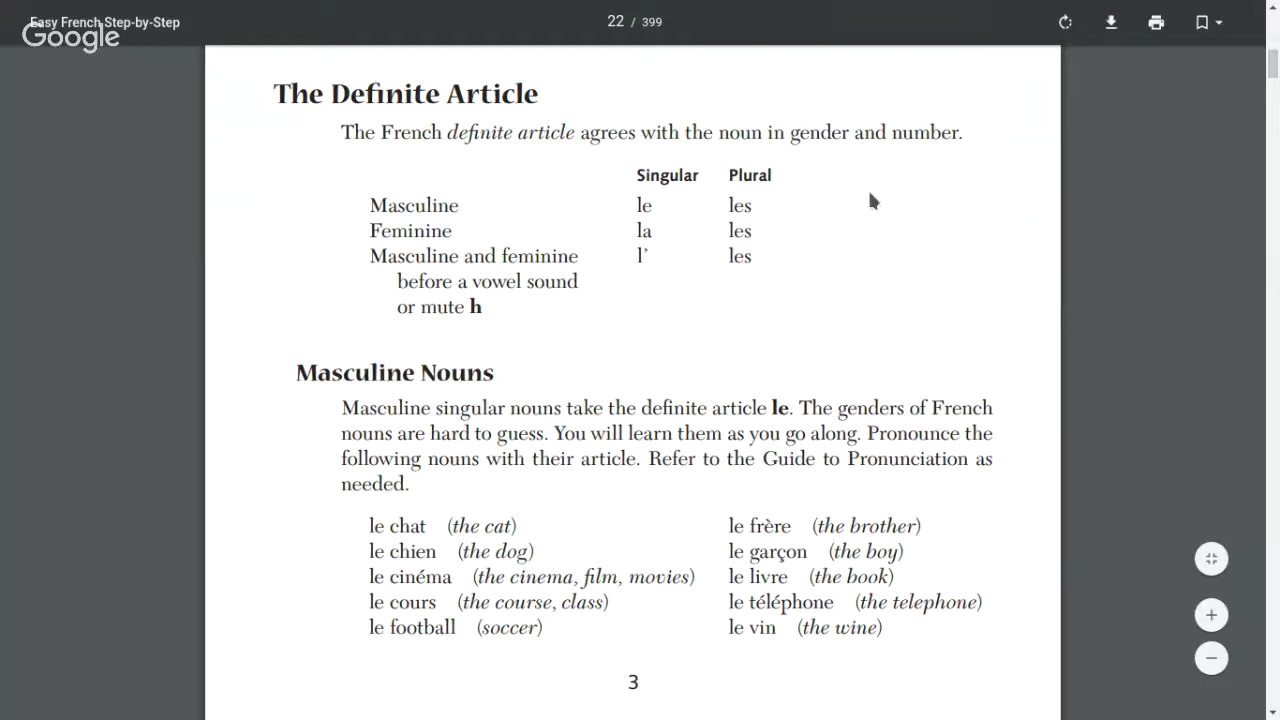 Easy French Step-by-Step
Google
22 / 399
The Definite Article
The French definite article agrees with the noun in gender and number.
Singular Plural
Masculine le les
Feminine la les
Masculine and feminine l’ les
before a vowel sound
or mute h
Masculine Nouns
Masculine singular nouns take the definite article le. The genders of French
nouns are hard to guess. You will learn them as you go along. Pronounce the
following nouns with their article. Refer to the Guide to Pronunciation as
needed.
le chat (the cat) le frère (the brother)
le chien (the dog) le garçon (the boy)
le cinéma (the cinema, film, movies) le livre (the book)
le cours (the course, class) le téléphone (the telephone)
le football (soccer) le vin (the wine)
3